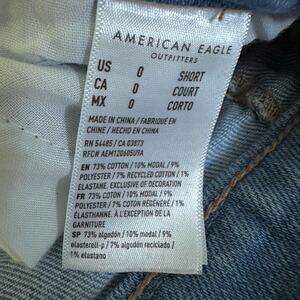 AMERICAN EAGLE
OUTFITTERS
US 0 SHORT
CA 0 COURT
MX 0 CORTO
MADE IN CHINA / FABRIQUÉ EN
CHINE / HECHO EN CHINA
RN 54485 / CA 03873
RFC# AEM120605U9A
EN 73% COTTON / 10% MODAL / 9%
POLYESTER / 7% RECYCLED COTTON / 1%
ELASTANE. EXCLUSIVE OF DECORATION
FR 73% COTON / 10% MODAL / 9%
POLYESTER / 7% COTON RÉGÉNÉRÉ / 1%
ÉLASTHANNE. À L'EXCEPTION DE LA
GARNITURE
SP 73% algodón / 10% modal / 9%
elasterell-p / 7% algodón reciclado /
1% elastano